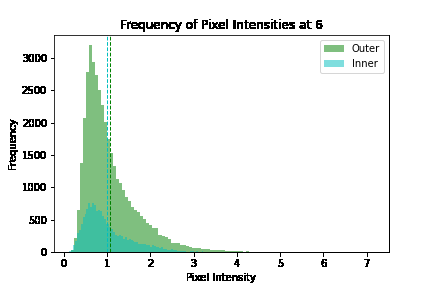 Frequency of Pixel Intensities at 6
Outer
Inner
Frequency
3000
2500
2000
1500
1000
500
0
0 1 2 3 4 5 6 7
Pixel Intensity